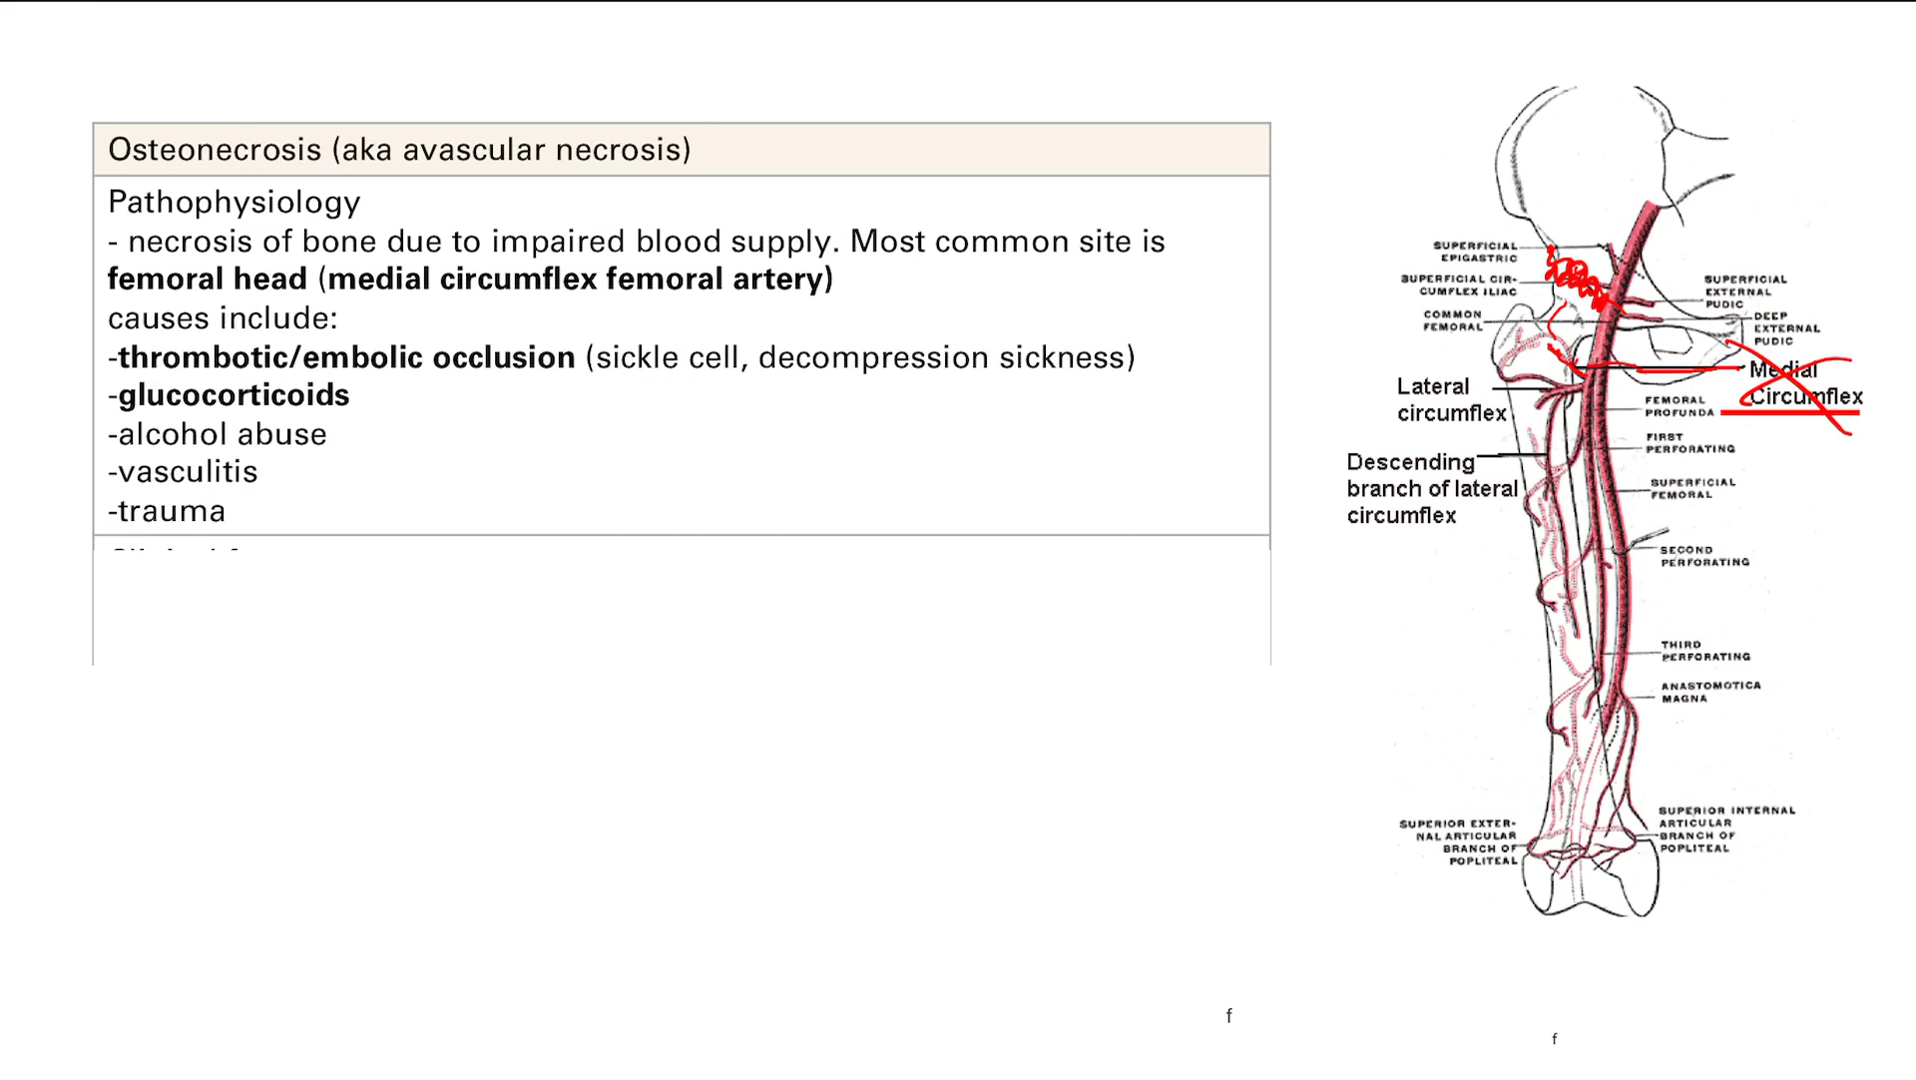 Osteonecrosis (aka avascular necrosis)
Pathophysiology
- necrosis of bone due to impaired blood supply. Most common site is
femoral head (medial circumflex femoral artery)
causes include:
-thrombotic/embolic occlusion (sickle cell, decompression sickness)
-glucocorticoids
-alcohol abuse
-vasculitis
-trauma
SUPERFICIAL
EPIGASTRIC
SUPERFICIAL CIR-
CUMFLEX ILIAC
COMMON
FEMORAL
Lateral
circumflex
Descending
branch of lateral
circumflex
SUPERIOR EXTER-
NAL ARTICULAR
BRANCH OF
POPLITEAL
SUPERFICIAL
EXTERNAL
PUDIC
DEEP
EXTERNAL
PUDIC
Medial
Circumflex
FEMORAL
PROFUNDA
FIRST
PERFORATING
SUPERFICIAL
FEMORAL
SECOND
PERFORATING
THIRD
PERFORATING
ANASTOMOTICA
MAGNA
SUPERIOR INTERNAL
ARTICULAR
BRANCH OF
POPLITEAL
f
f